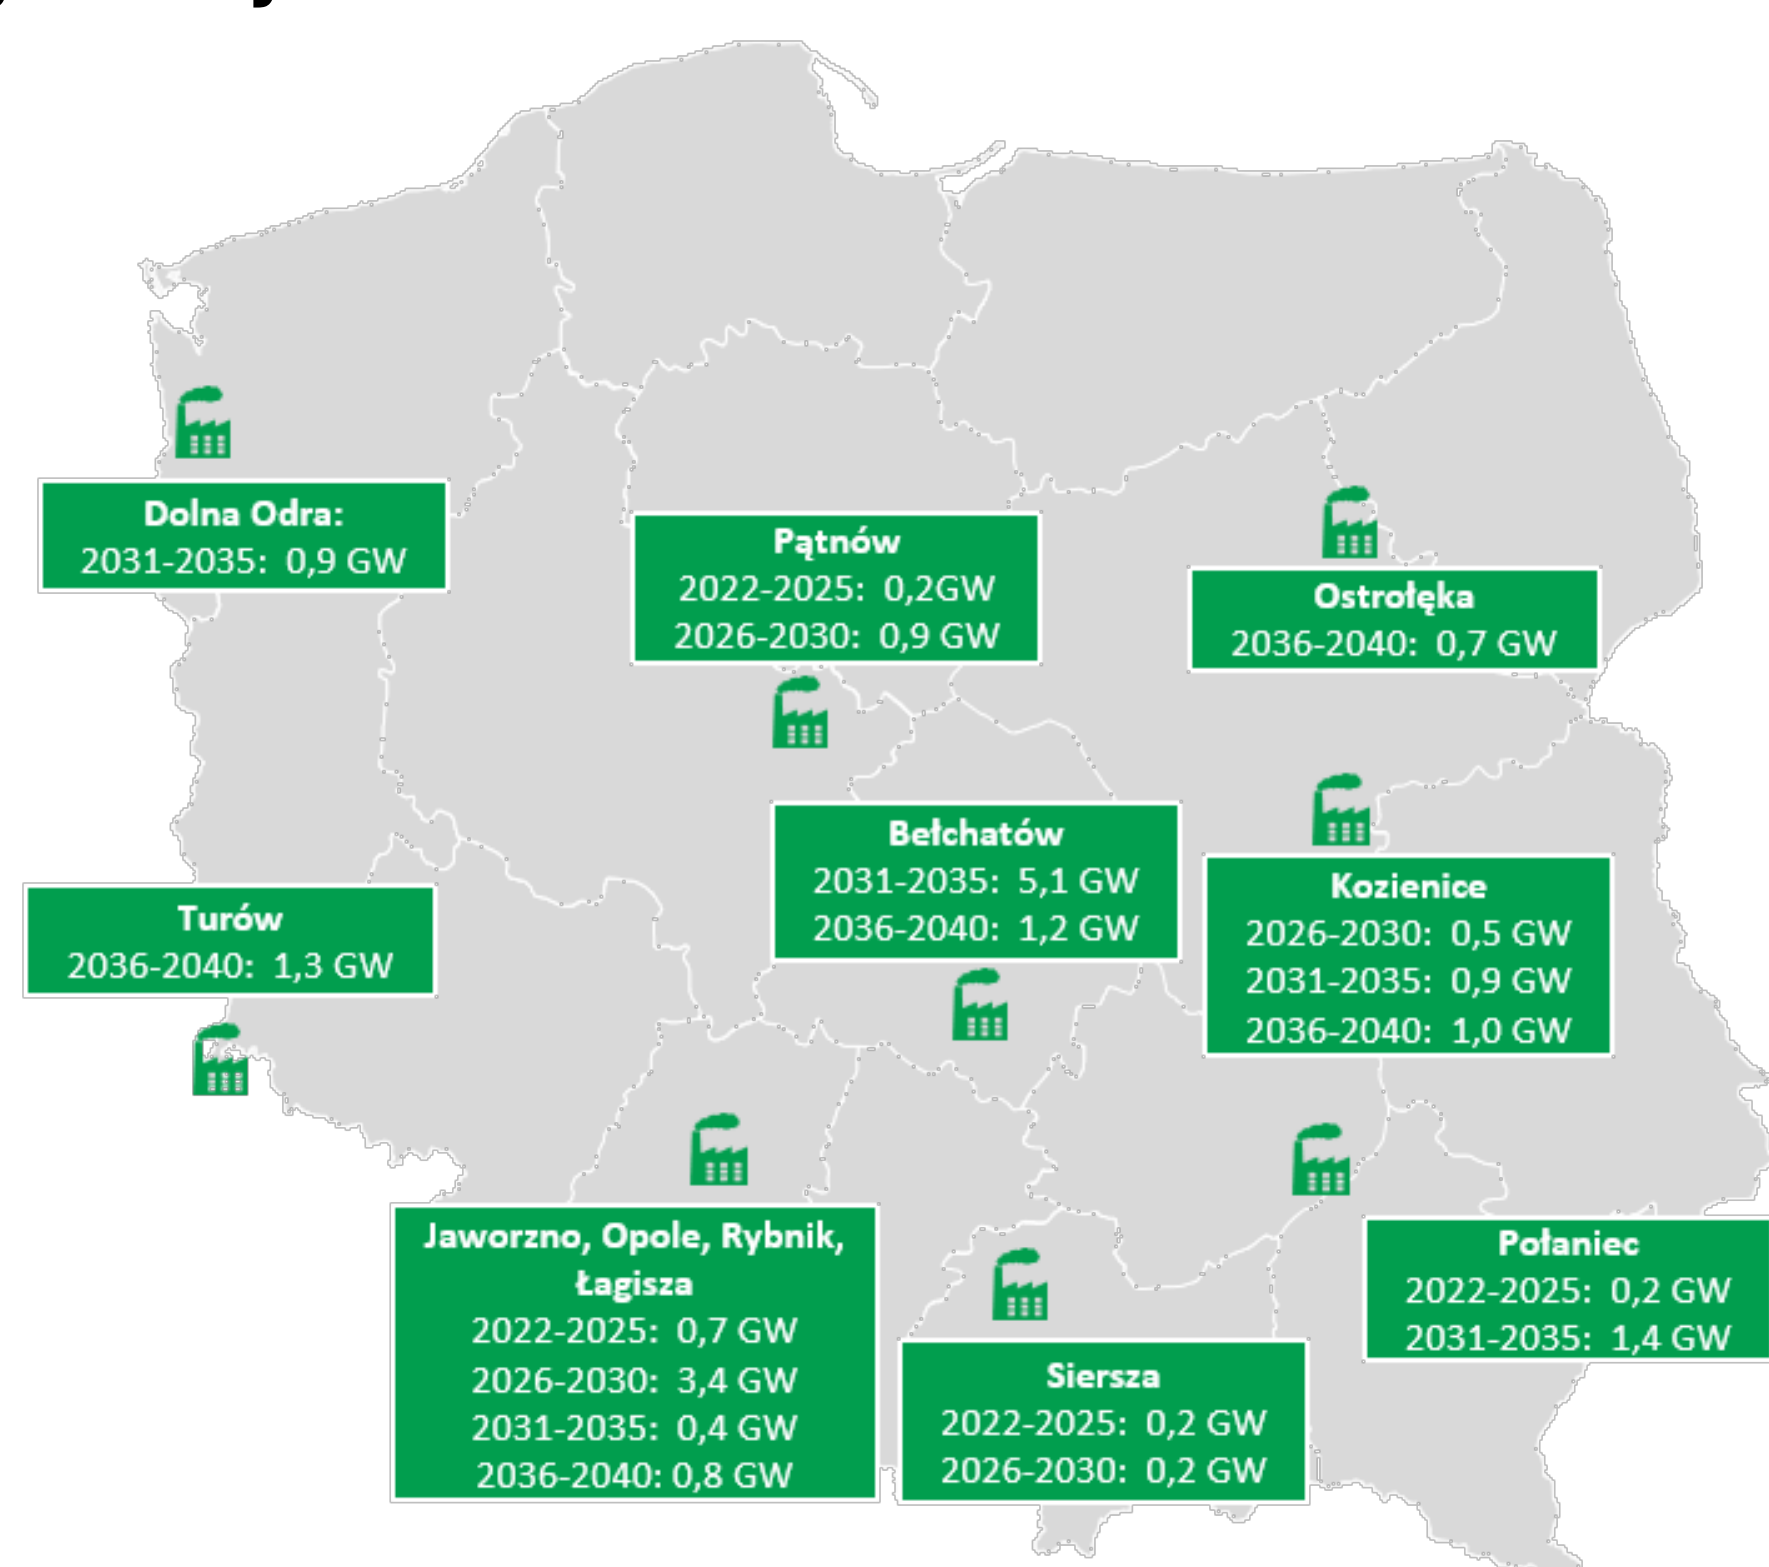 Dolna Odra:
2031-2035: 0,9 GW
Pątnów
2022-2025: 0,2GW
2026-2030: 0,9 GW
Ostrołęka
2036-2040: 0,7 GW
Turów
2036-2040: 1,3 GW
Bełchatów
2031-2035: 5,1 GW
2036-2040: 1,2 GW
Kozienice
2026-2030: 0,5 GW
2031-2035: 0,9 GW
2036-2040: 1,0 GW
Jaworzno, Opole, Rybnik,
Łagisza
2022-2025: 0,7 GW
2026-2030: 3,4 GW
2031-2035: 0,4 GW
2036-2040: 0,8 GW
Siersza
2022-2025: 0,2 GW
2026-2030: 0,2 GW
Połaniec
2022-2025: 0,2 GW
2031-2035: 1,4 GW